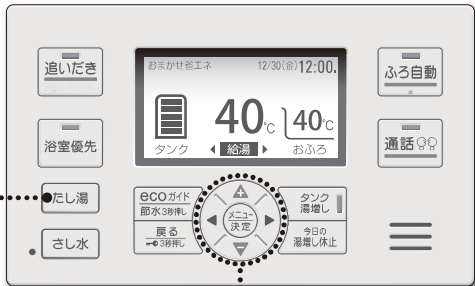 追いだき
おまかせ省エネ 12/30(金)12:00.
ふろ自動
40℃ 40℃
タンク ◀ 給湯 ▶ おふろ
浴室優先
通話
たし湯
ecoガイド
節水3秒押し
タンク
湯増し
メニュー
決定
さし水
戻る
3秒押し
今日の
湯増し休止